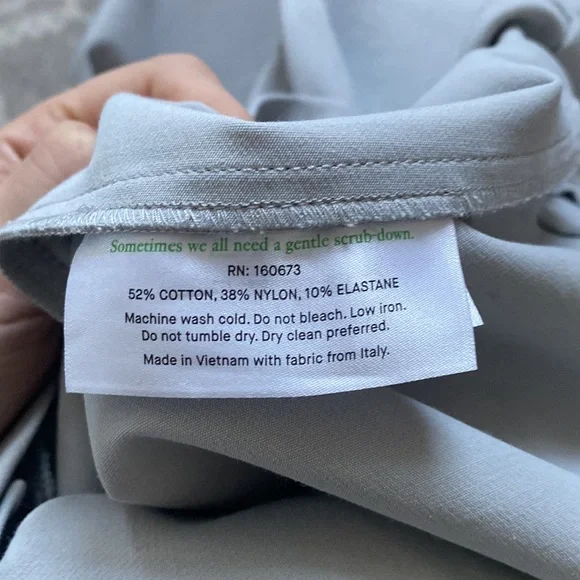 Sometimes we all need a gentle scrub-down.
RN: 160673
52% COTTON, 38% NYLON, 10% ELASTANE
Machine wash cold. Do not bleach. Low iron.
Do not tumble dry. Dry clean preferred.
Made in Vietnam with fabric from Italy.